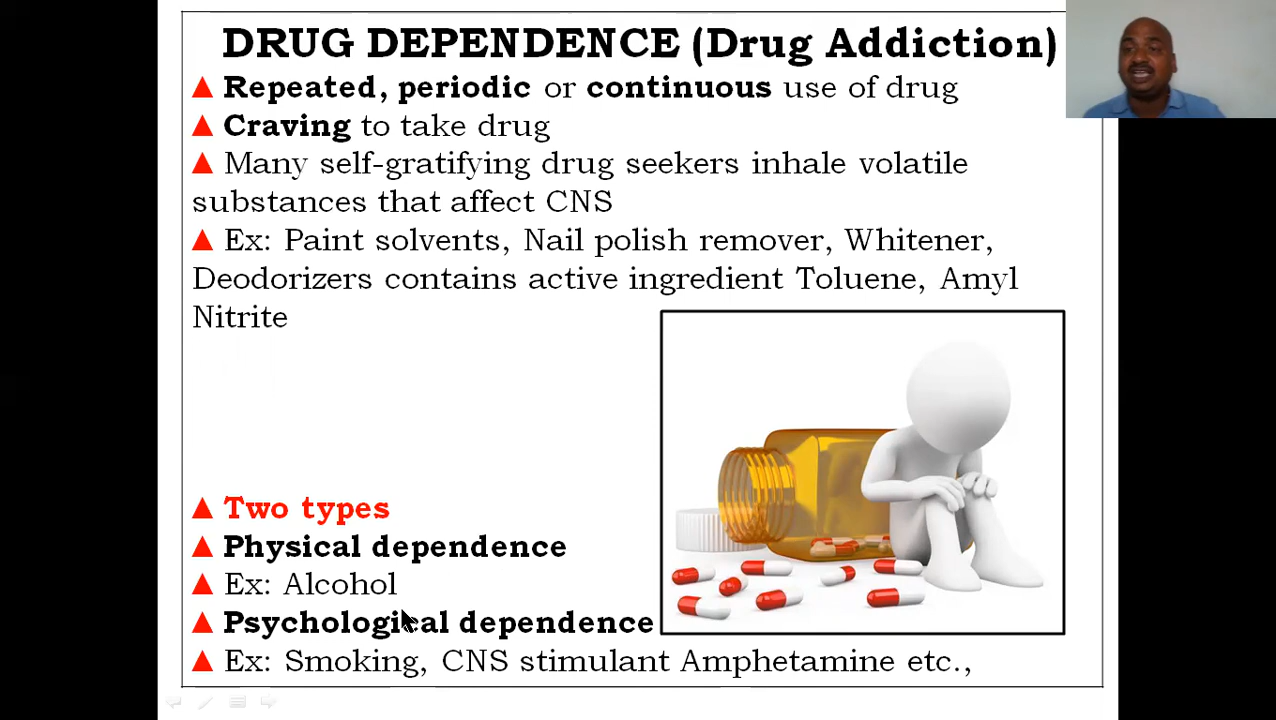 DRUG DEPENDENCE (Drug Addiction)
▲ Repeated, periodic or continuous use of drug
▲ Craving to take drug
▲ Many self-gratifying drug seekers inhale volatile
substances that affect CNS
▲ Ex: Paint solvents, Nail polish remover, Whitener,
Deodorizers contains active ingredient Toluene, Amyl
Nitrite
▲ Two types
▲ Physical dependence
▲ Ex: Alcohol
▲ Psychological dependence
▲ Ex: Smoking, CNS stimulant Amphetamine etc.,